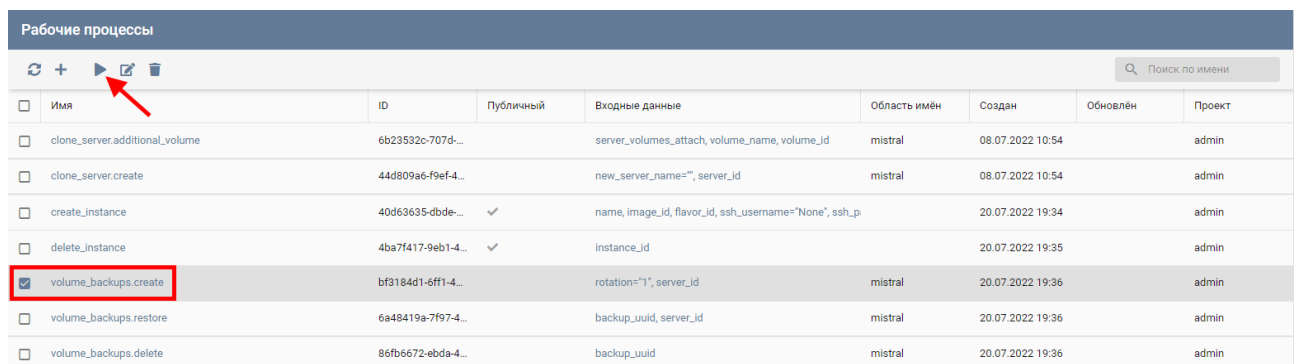 Рабочие процессы
Поиск по имени
Имя ID Публичный Входные данные Область имён Создан Обновлён Проект
clone_server.additional_volume 6b23532c-707d-... server_volumes_attach, volume_name, volume_id mistral 08.07.2022 10:54 admin
clone_server.create 44d809a6-f9ef-4... new_server_name="", server_id mistral 08.07.2022 10:54 admin
create_instance 40d63635-dbde-... name, image_id, flavor_id, ssh_username="None", ssh_p 20.07.2022 19:34 admin
delete_instance 4ba7f417-9eb1-4... instance_id 20.07.2022 19:35 admin
volume_backups.create bf3184d1-6ff1-4... rotation="1", server_id mistral 20.07.2022 19:36 admin
volume_backups.restore 6a48419a-7f97-4... backup_uuid, server_id mistral 20.07.2022 19:36 admin
volume_backups.delete 86fb6672-ebda-4... backup_uuid mistral 20.07.2022 19:36 admin